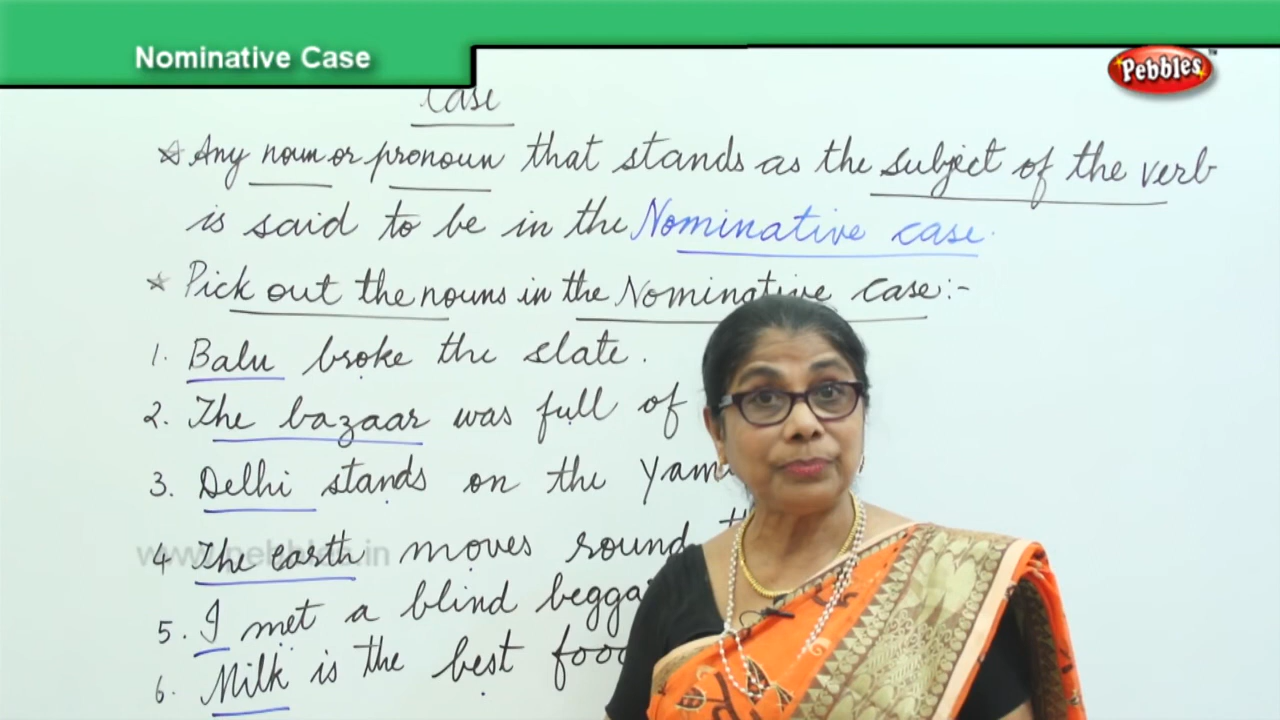 Nominative Case
Pebbles
Case
Any noun or pronoun that stands as the subject of the verb
is said to be in the Nominative case.
Pick out the nouns in the Nominative case:-
1. Balu broke the slate.
2. The bazaar was full of
3. Delhi stands on the
www.pebbles.in
4 The earth moves round
5. I met a blind
6. Milk is the best